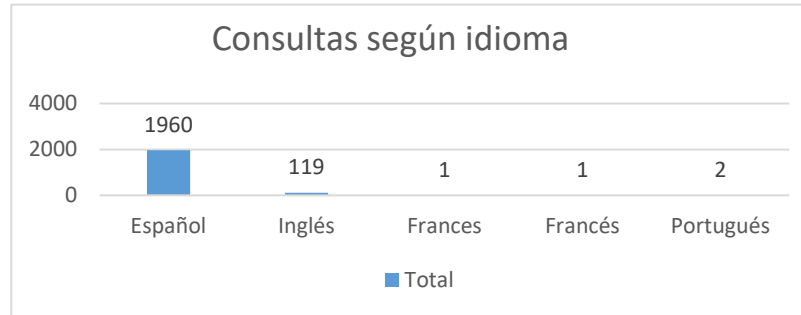 Consultas según idioma
4000
2000
0
1960
119
1
1
2
Español Inglés Frances Francés Portugués
Total